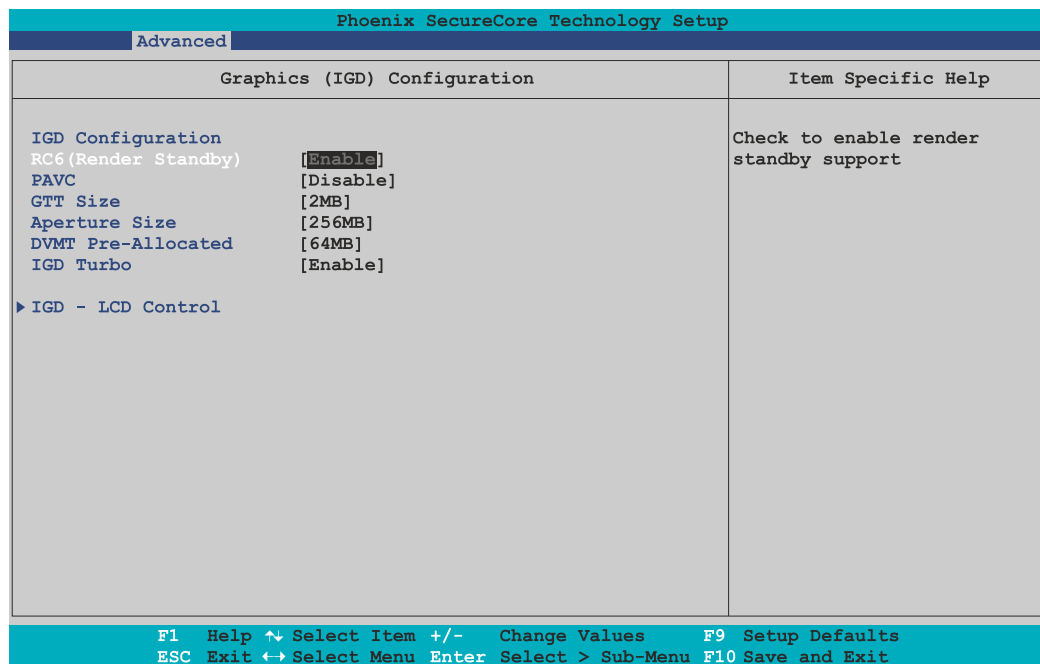 Phoenix SecureCore Technology Setup
Advanced
Graphics (IGD) Configuration
Item Specific Help
IGD Configuration
RC6(Render Standby) [Enable]
PAVC [Disable]
GTT Size [2MB]
Aperture Size [256MB]
DVMT Pre-Allocated [64MB]
IGD Turbo [Enable]
IGD - LCD Control
Check to enable render
standby support
F1 Help Select Item +/- Change Values F9 Setup Defaults
ESC Exit Select Menu Enter Select > Sub-Menu F10 Save and Exit